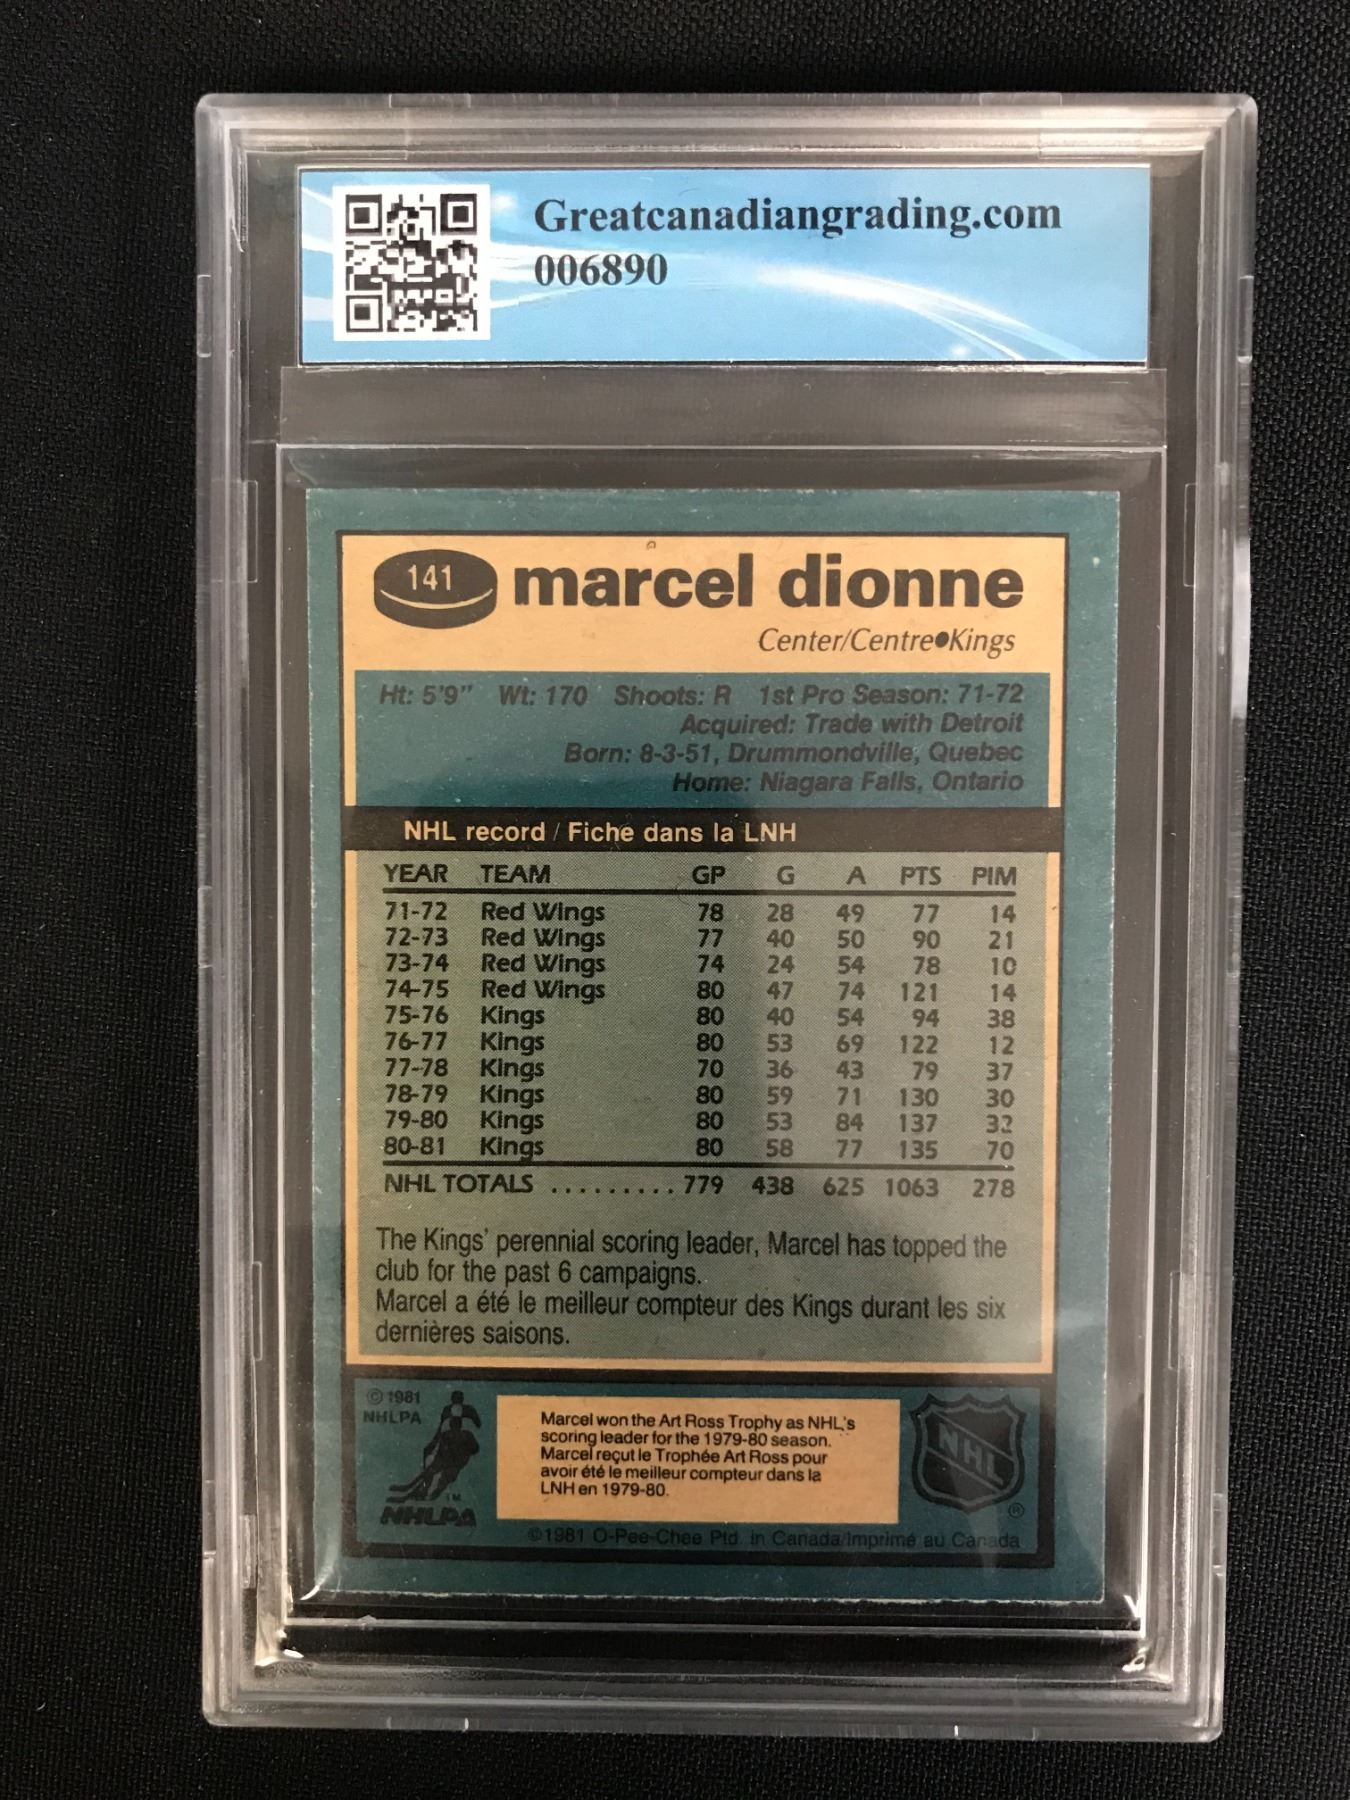 Greatcanadiangrading.com
006890
141 marcel dionne
Center/Centre●Kings
Ht: 5'9" Wt: 170 Shoots: R 1st Pro Season: 71-72
Acquired: Trade with Detroit
Born: 8-3-51, Drummondville, Quebec
Home: Niagara Falls, Ontario
NHL record / Fiche dans la LNH
YEAR TEAM GP G A PTS PIM
71-72 Red Wings 78 28 49 77 14
72-73 Red Wings 77 40 50 90 21
73-74 Red Wings 74 24 54 78 10
74-75 Red Wings 80 47 74 121 14
75-76 Kings 80 40 54 94 38
76-77 Kings 80 53 69 122 12
77-78 Kings 70 36 43 79 37
78-79 Kings 80 59 71 130 30
79-80 Kings 80 53 84 137 32
80-81 Kings 80 58 77 135 70
NHL TOTALS .......... 779 438 625 1063 278
The Kings' perennial scoring leader, Marcel has topped the
club for the past 6 campaigns.
Marcel a été le meilleur compteur des Kings durant les six
dernières saisons.
© 1981
NHLPA
TM
NHLPA
Marcel won the Art Ross Trophy as NHL's
scoring leader for the 1979-80 season.
Marcel reçut le Trophée Art Ross pour
avoir été le meilleur compteur dans la
LNH en 1979-80.
NHL
®
©1981 O-Pee-Chee Ptd. in Canada/Imprimé au Canada